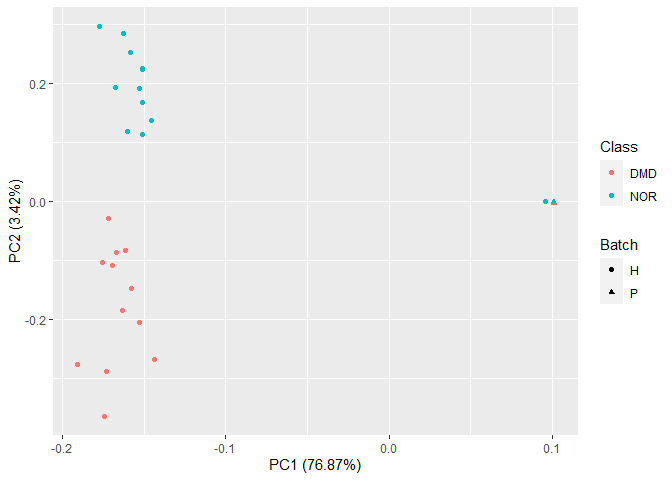 0.2
0.0
-0.2
PC2 (3.42%)
-0.2
-0.1
0.0
0.1
PC1 (76.87%)
Class
DMD
NOR
Batch
H
P